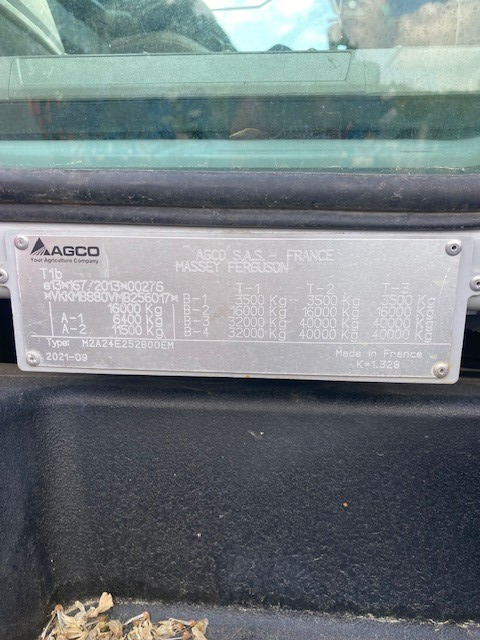 AGCO
Your Agriculture Company
AGCO S.A.S. - FRANCE
MASSEY FERGUSON
T1b
e13*167/2013*00276
*VKKMB880VMB256017*
16000 Kg
A-1 6400 Kg
A-2 11500 Kg
T-1 T-2 T-3
B-1 3500 Kg 3500 Kg 3500 Kg
B-2 16000 Kg 16000 Kg 16000 Kg
B-3 32000 Kg 40000 Kg 40000 Kg
B-4 32000 Kg 40000 Kg 40000 Kg
Type: M2A24E252B00EM
2021-09
Made in France
K=1.328